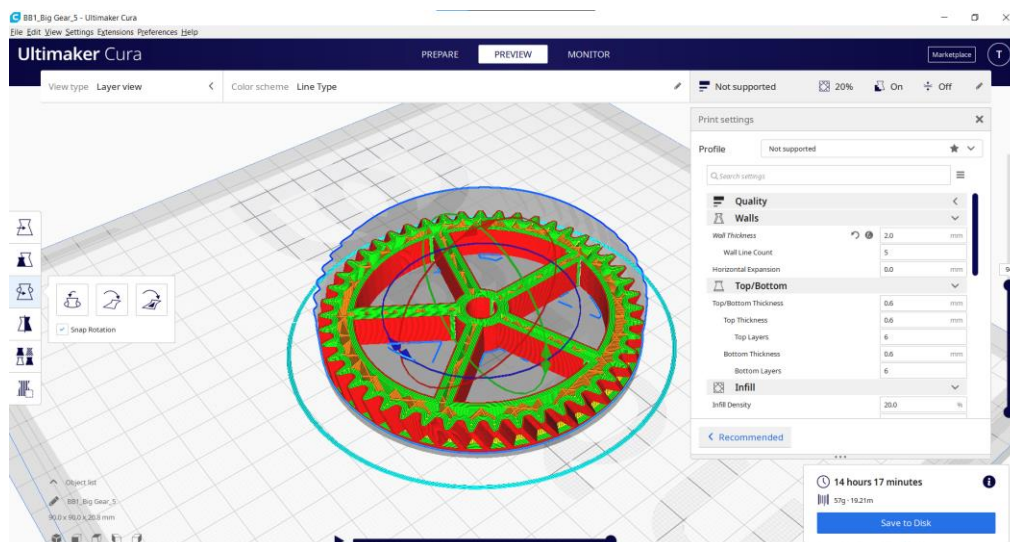 BB1_Big Gear_5 - Ultimaker Cura
File Edit View Settings Extensions Preferences Help
Ultimaker Cura
PREPARE
PREVIEW
MONITOR
Marketplace
T
View type Layer view
Color scheme Line Type
Not supported
20%
On
Off
Print settings
Profile Not supported
Search settings
Quality
Walls
Wall Thickness 2.0 mm
Wall Line Count 5
Horizontal Expansion 0.0 mm
Top/Bottom
Top/Bottom Thickness 0.6 mm
Top Thickness 0.6 mm
Top Layers 6
Bottom Thickness 0.6 mm
Bottom Layers 6
Infill
Infill Density 20.0 %
Recommended
Snap Rotation
Object list
BB1_Big Gear_5
90.0 x 90.0 x 20.8 mm
14 hours 17 minutes
57g · 19.21m
Save to Disk